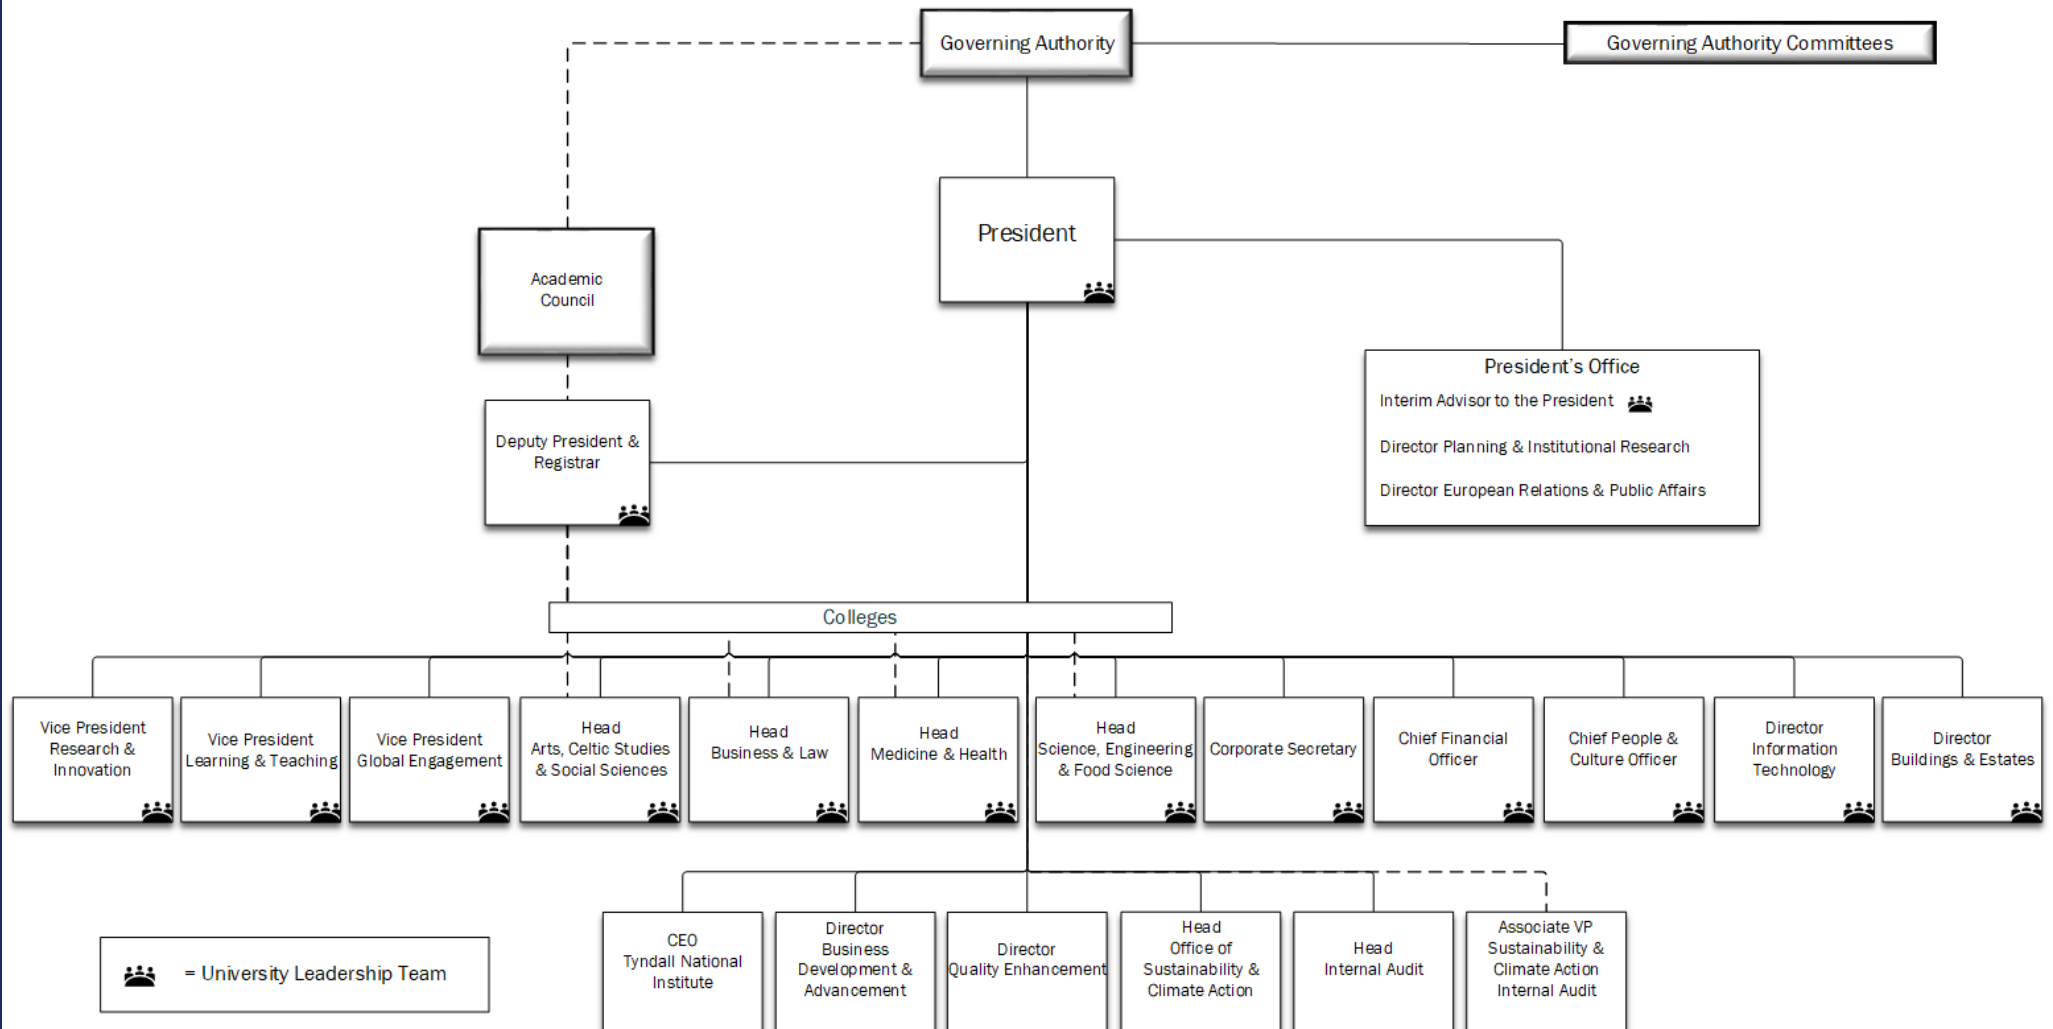 Governing Authority
Governing Authority Committees
President
Academic
Council
President's Office
Interim Advisor to the President
Director Planning & Institutional Research
Director European Relations & Public Affairs
Deputy President &
Registrar
Colleges
Vice President
Research &
Innovation
Vice President
Learning & Teaching
Vice President
Global Engagement
Head
Arts, Celtic Studies
& Social Sciences
Head
Business & Law
Head
Medicine & Health
Head
Science, Engineering
& Food Science
Corporate Secretary
Chief Financial
Officer
Chief People &
Culture Officer
Director
Information
Technology
Director
Buildings & Estates
= University Leadership Team
CEO
Tyndall National
Institute
Director
Business
Development &
Advancement
Director
Quality Enhancement
Head
Office of
Sustainability &
Climate Action
Head
Internal Audit
Associate VP
Sustainability &
Climate Action
Internal Audit